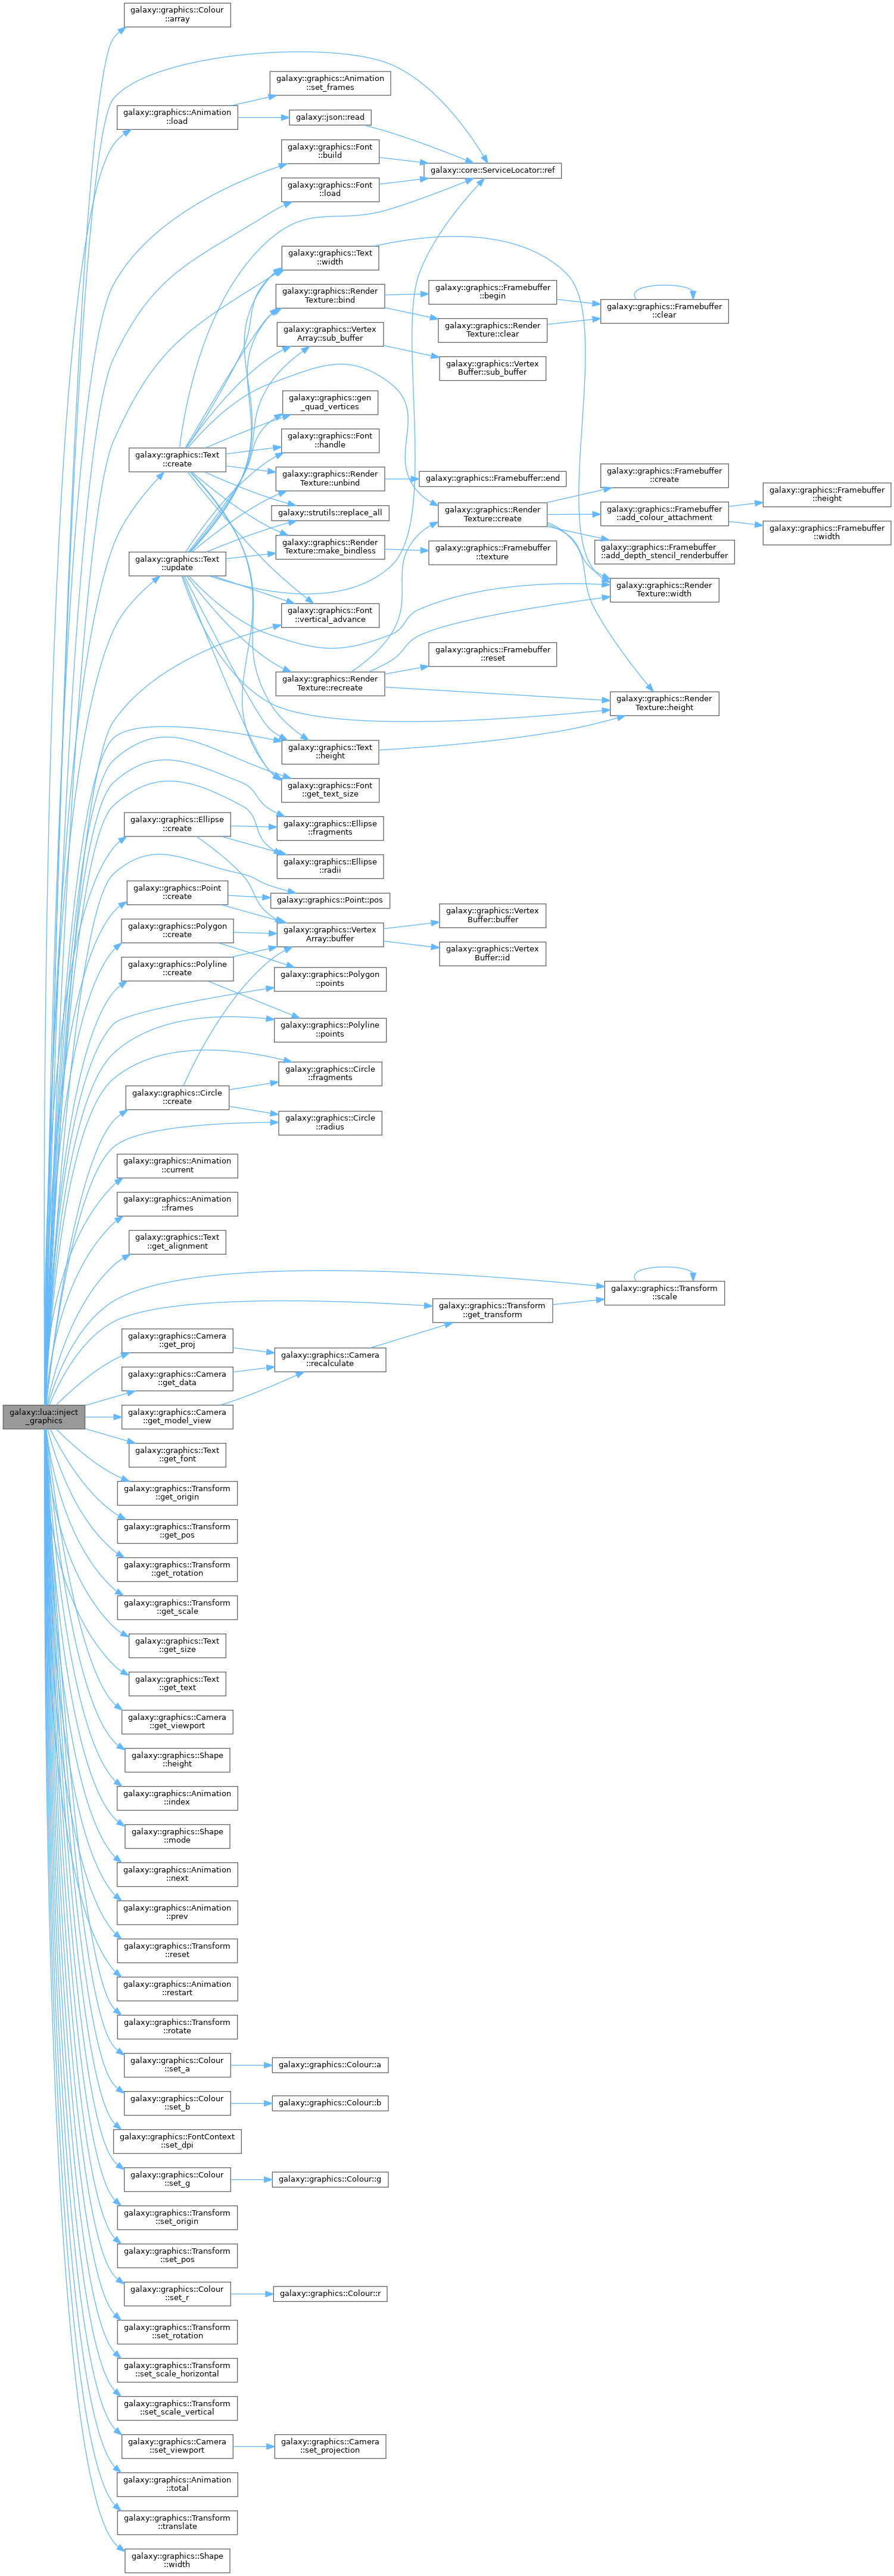 galaxy::graphics::Colour
::array
galaxy::graphics::Animation
::set_frames
galaxy::graphics::Animation
::load
galaxy::json::read
galaxy::graphics::Font
::build
galaxy::core::ServiceLocator::ref
galaxy::graphics::Font
::load
galaxy::graphics::Text
::width
galaxy::graphics::Render
Texture::bind
galaxy::graphics::Framebuffer
::begin
galaxy::graphics::Framebuffer
::clear
galaxy::graphics::Vertex
Array::sub_buffer
galaxy::graphics::Render
Texture::clear
galaxy::graphics::Vertex
Buffer::sub_buffer
galaxy::graphics::gen
_quad_vertices
galaxy::graphics::Font
::handle
galaxy::graphics::Text
::create
galaxy::graphics::Render
Texture::unbind
galaxy::graphics::Framebuffer::end
galaxy::graphics::Framebuffer
::create
galaxy::graphics::Framebuffer
::height
galaxy::strutils::replace_all
galaxy::graphics::Render
Texture::create
galaxy::graphics::Framebuffer
::add_colour_attachment
galaxy::graphics::Framebuffer
::width
galaxy::graphics::Render
Texture::make_bindless
galaxy::graphics::Framebuffer
::texture
galaxy::graphics::Framebuffer
::add_depth_stencil_renderbuffer
galaxy::graphics::Text
::update
galaxy::graphics::Render
Texture::width
galaxy::graphics::Font
::vertical_advance
galaxy::graphics::Framebuffer
::reset
galaxy::graphics::Render
Texture::recreate
galaxy::graphics::Render
Texture::height
galaxy::graphics::Text
::height
galaxy::graphics::Font
::get_text_size
galaxy::graphics::Ellipse
::create
galaxy::graphics::Ellipse
::fragments
galaxy::graphics::Ellipse
::radii
galaxy::graphics::Point
::create
galaxy::graphics::Point::pos
galaxy::graphics::Polygon
::create
galaxy::graphics::Vertex
Array::buffer
galaxy::graphics::Vertex
Buffer::buffer
galaxy::graphics::Vertex
Buffer::id
galaxy::graphics::Polyline
::create
galaxy::graphics::Polygon
::points
galaxy::graphics::Polyline
::points
galaxy::graphics::Circle
::fragments
galaxy::graphics::Circle
::create
galaxy::graphics::Circle
::radius
galaxy::graphics::Animation
::current
galaxy::graphics::Animation
::frames
galaxy::graphics::Text
::get_alignment
galaxy::graphics::Transform
::scale
galaxy::graphics::Transform
::get_transform
galaxy::graphics::Camera
::get_proj
galaxy::graphics::Camera
::recalculate
galaxy::graphics::Camera
::get_data
galaxy::lua::inject
_graphics
galaxy::graphics::Camera
::get_model_view
galaxy::graphics::Text
::get_font
galaxy::graphics::Transform
::get_origin
galaxy::graphics::Transform
::get_pos
galaxy::graphics::Transform
::get_rotation
galaxy::graphics::Transform
::get_scale
galaxy::graphics::Text
::get_size
galaxy::graphics::Text
::get_text
galaxy::graphics::Camera
::get_viewport
galaxy::graphics::Shape
::height
galaxy::graphics::Animation
::index
galaxy::graphics::Shape
::mode
galaxy::graphics::Animation
::next
galaxy::graphics::Animation
::prev
galaxy::graphics::Transform
::reset
galaxy::graphics::Animation
::restart
galaxy::graphics::Transform
::rotate
galaxy::graphics::Colour
::set_a
galaxy::graphics::Colour::a
galaxy::graphics::Colour
::set_b
galaxy::graphics::Colour::b
galaxy::graphics::FontContext
::set_dpi
galaxy::graphics::Colour
::set_g
galaxy::graphics::Colour::g
galaxy::graphics::Transform
::set_origin
galaxy::graphics::Transform
::set_pos
galaxy::graphics::Colour
::set_r
galaxy::graphics::Colour::r
galaxy::graphics::Transform
::set_rotation
galaxy::graphics::Transform
::set_scale_horizontal
galaxy::graphics::Transform
::set_scale_vertical
galaxy::graphics::Camera
::set_viewport
galaxy::graphics::Camera
::set_projection
galaxy::graphics::Animation
::total
galaxy::graphics::Transform
::translate
galaxy::graphics::Shape
::width